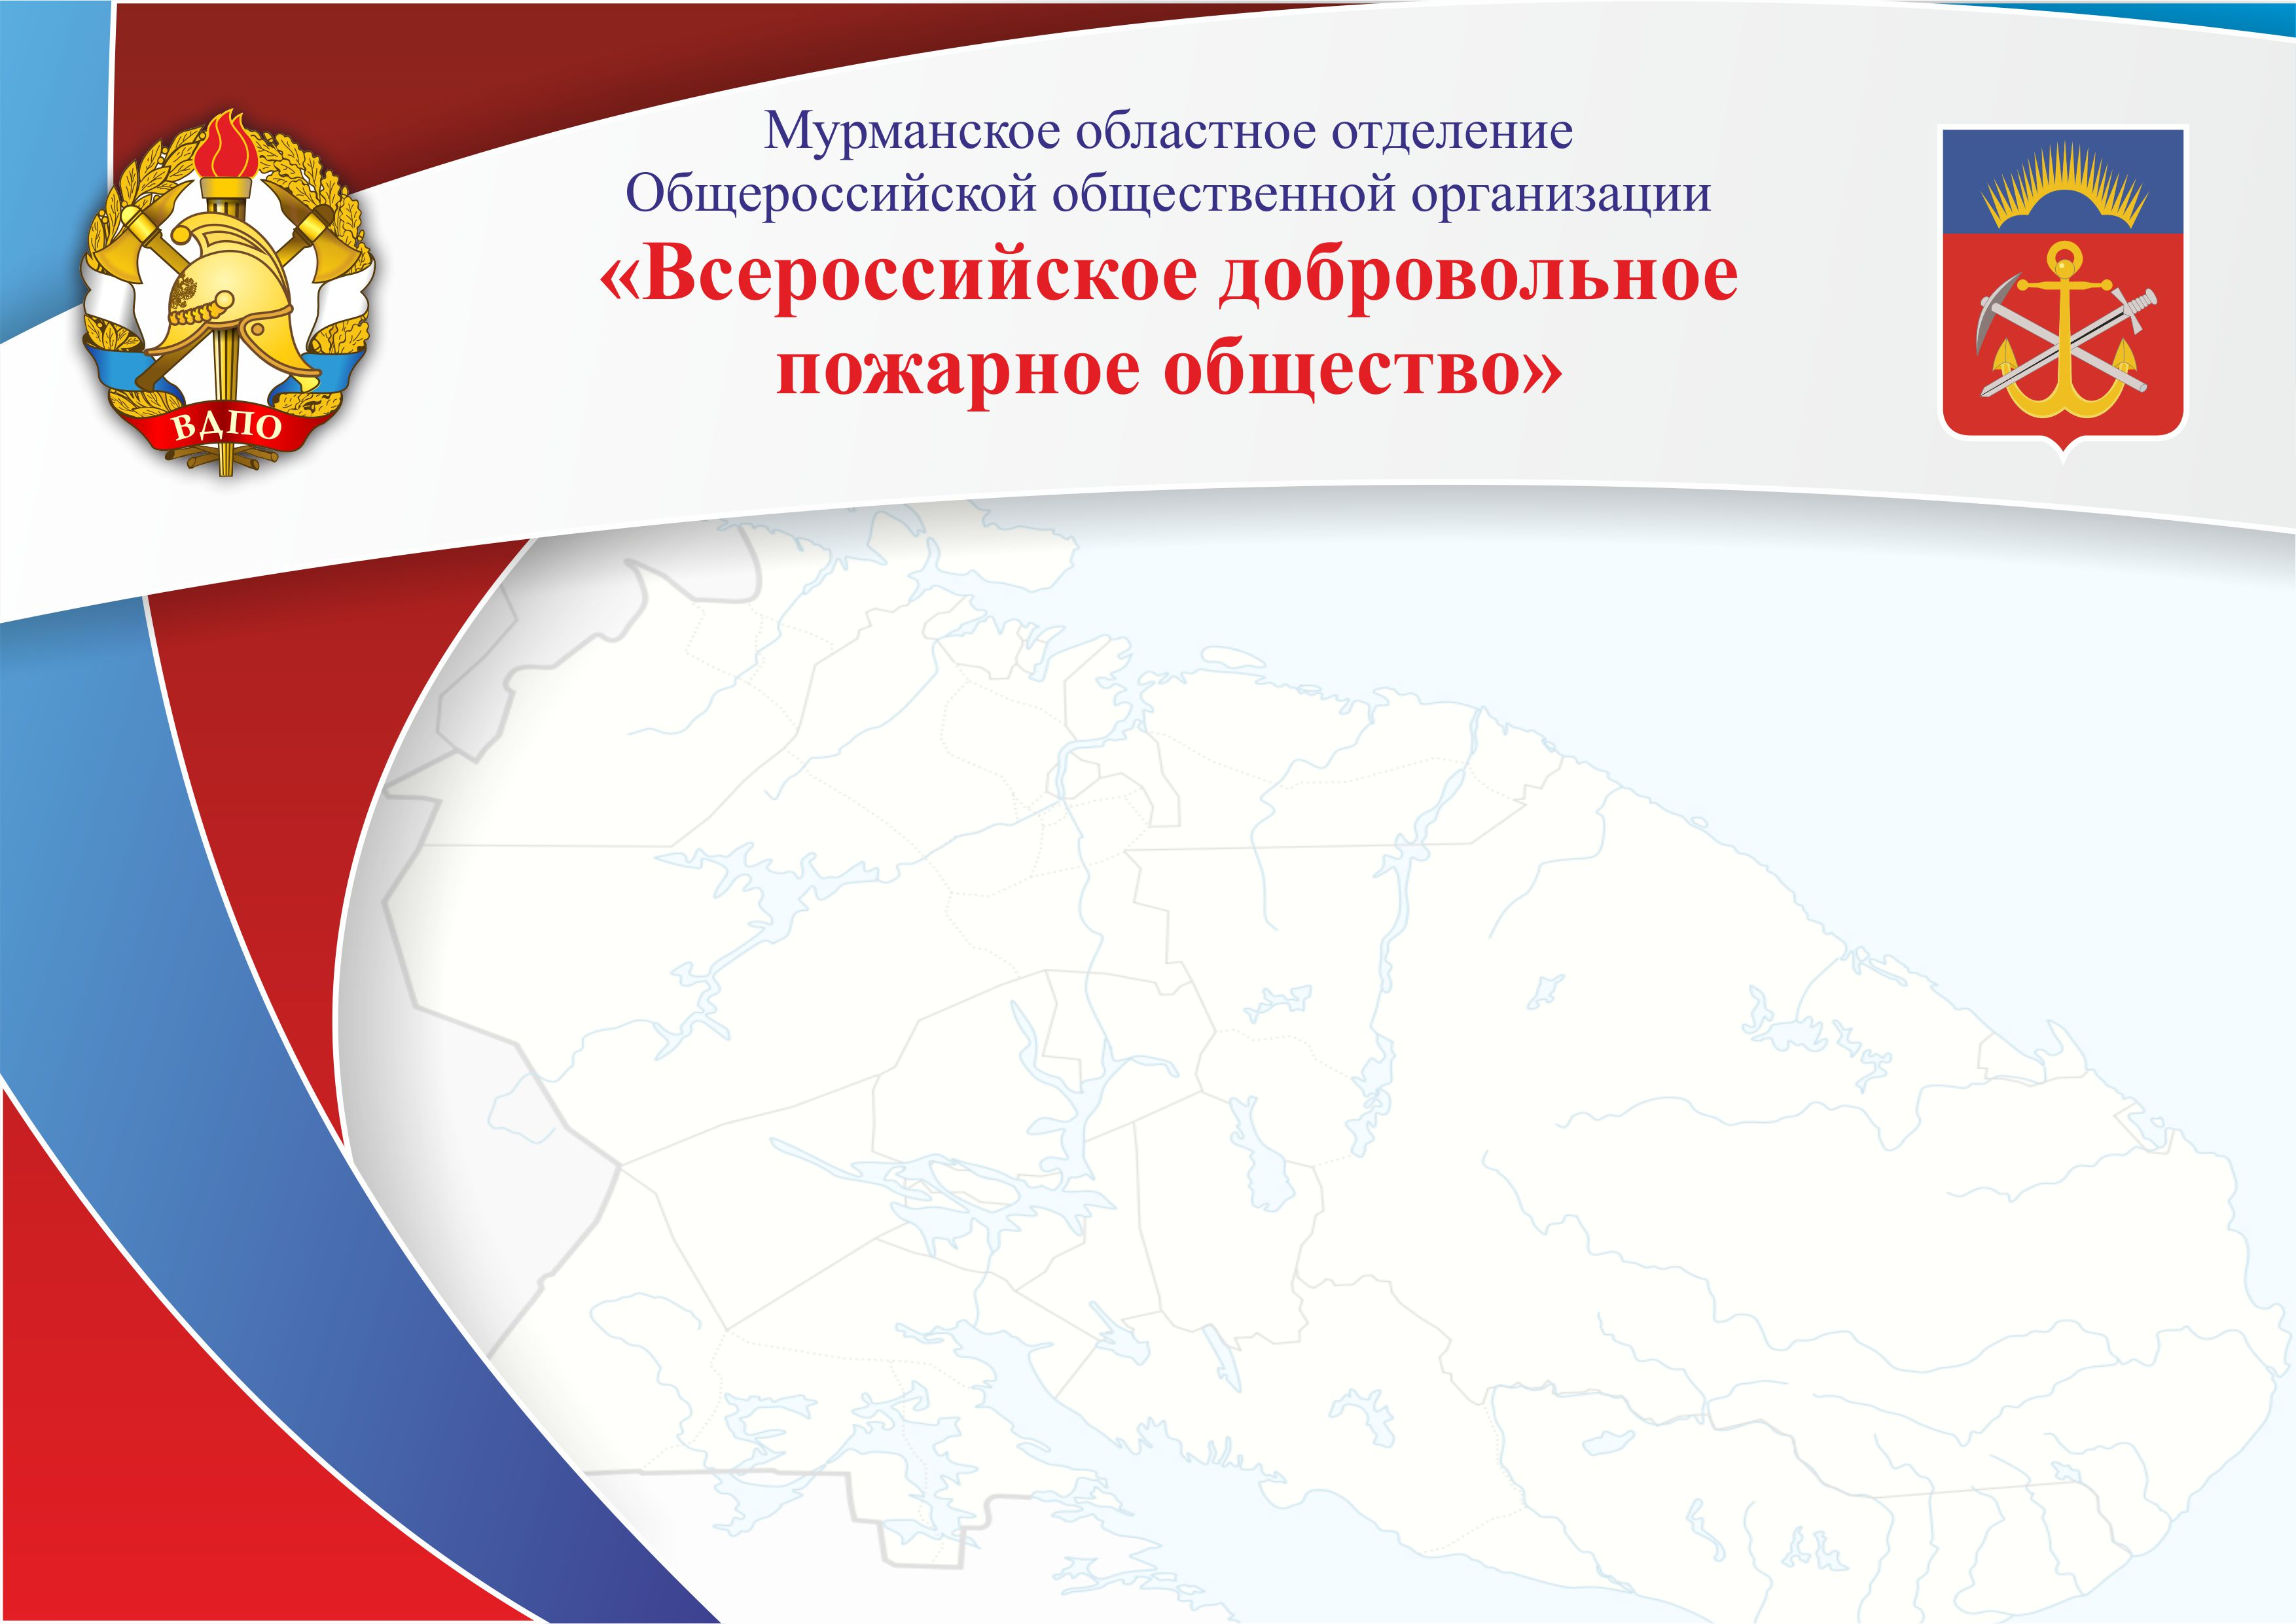 Мурманское областное отделение
Общероссийской общественной организации
«Всероссийское добровольное
пожарное общество»
ВДПО